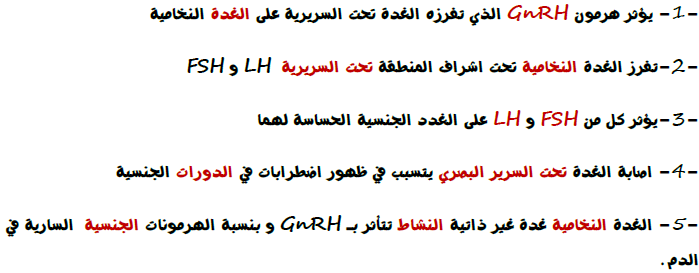 -1- يؤثر هرمون GnRH الذي تفرزه الغدة تحت السريرية على الغدة النخامية
-2-تفرز الغدة النخامية تحت اشراف المنطقة تحت السريرية LH و FSH
-3-يؤثر كل من FSH و LH على الغدد الجنسية الحساسة لهما
-4- اصابة الغدة تحت السرير البصري يتسبب في ظهور اضطرابات في الدورات الجنسية
-5- الغدة النخامية غدة غير ذاتية النشاط تتأثر بـ GnRH و بنسبة الهرمونات الجنسية السارية في
الدم.